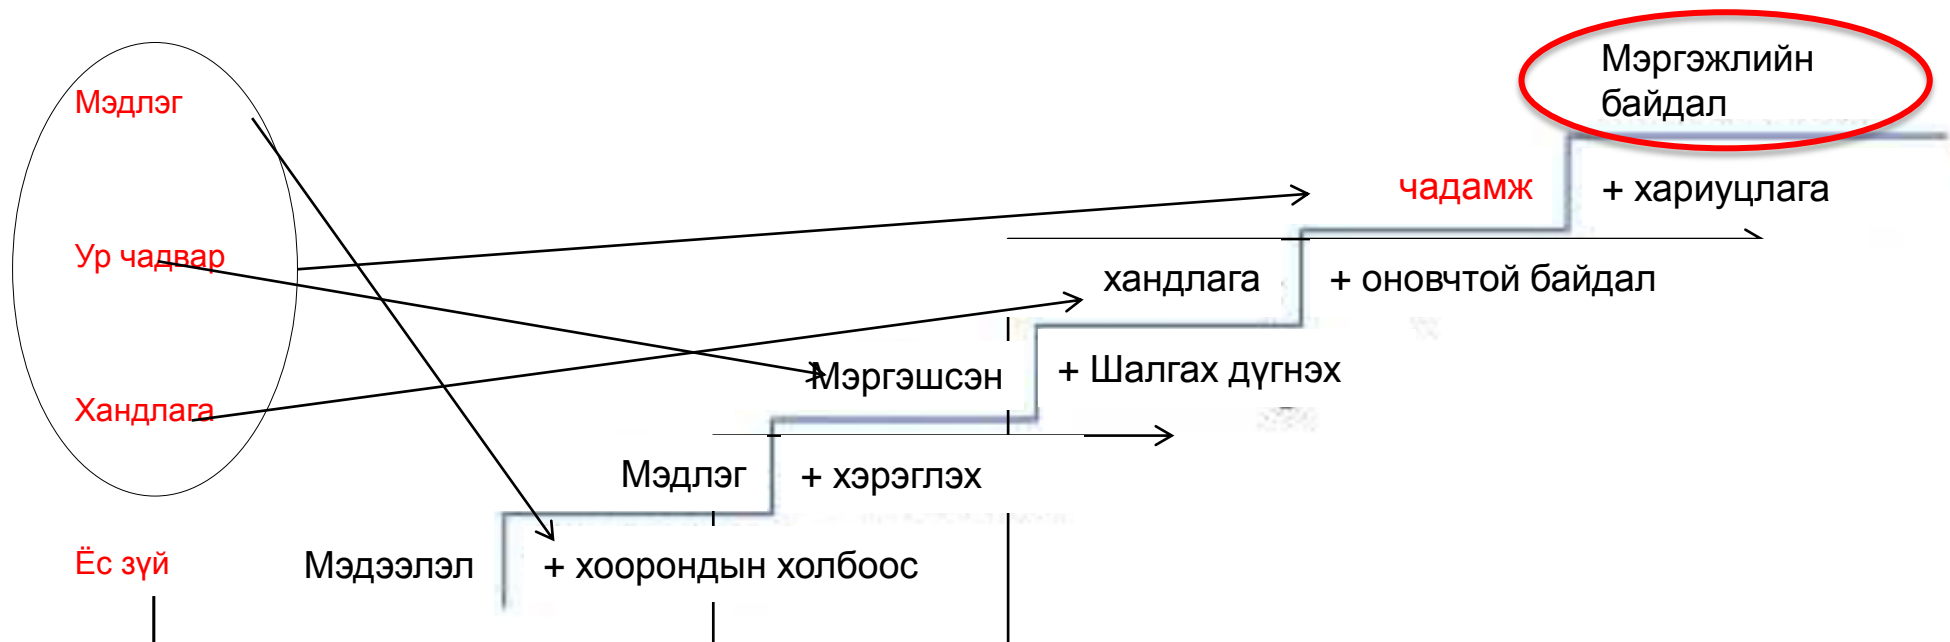 Мэргэжлийн
байдал
Мэдлэг
чадамж
+ хариуцлага
Ур чадвар
хандлага
+ оновчтой байдал
Мэргэшсэн
+ Шалгах дүгнэх
Хандлага
Мэдлэг
+ хэрэглэх
Ёс зүй
Мэдээлэл
+ хоорондын холбоос